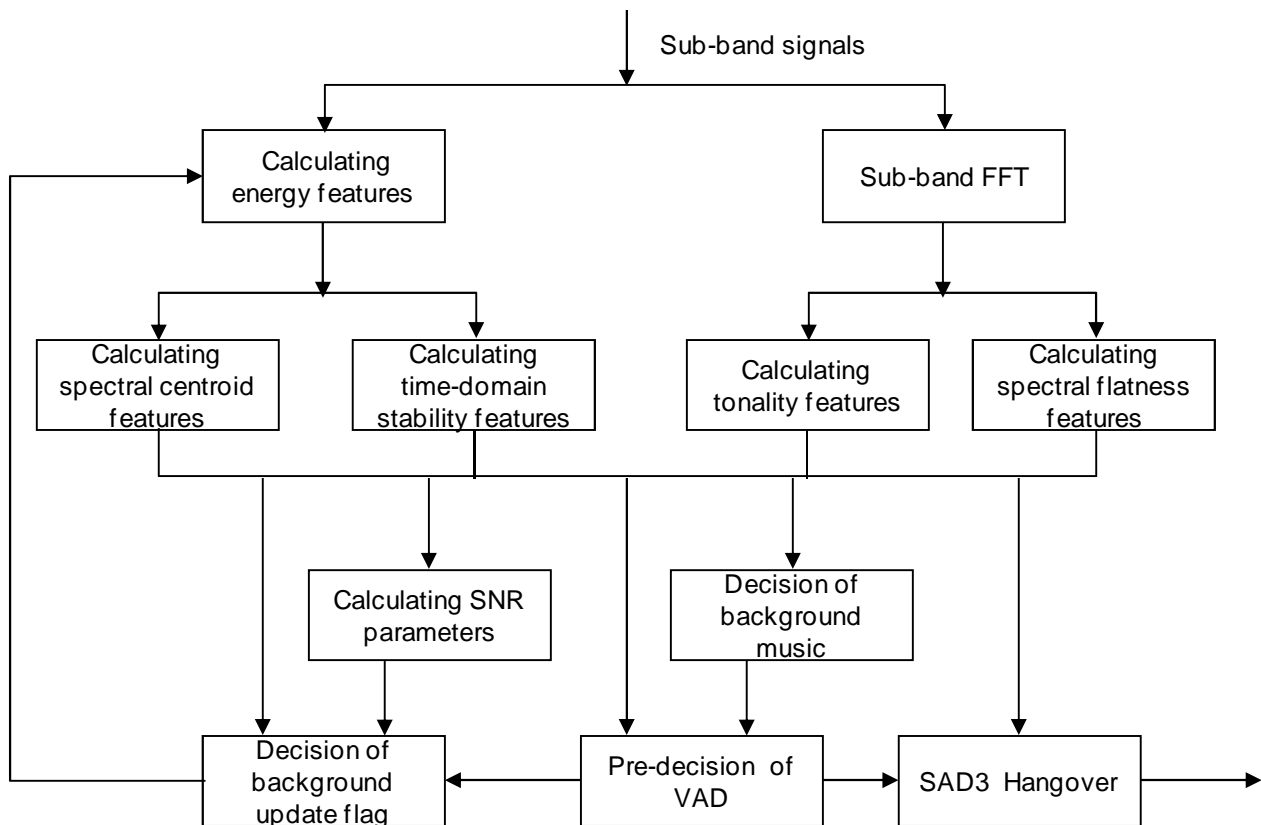 Sub-band signals
Calculating
energy features
Sub-band FFT
Calculating
spectral centroid
features
Calculating
time-domain
stability features
Calculating
tonality features
Calculating
spectral flatness
features
Calculating SNR
parameters
Decision of
background
music
Decision of
background
update flag
Pre-decision of
VAD
SAD3 Hangover